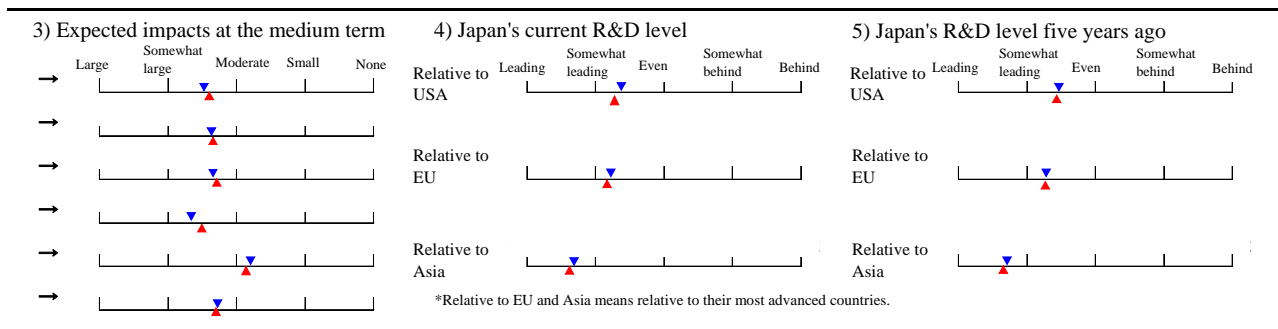 3) Expected impacts at the medium term
Large Somewhat large Moderate Small None
→
→
→
→
→
→
4) Japan's current R&D level
Relative to USA
Leading Somewhat leading Even Somewhat behind Behind
Relative to EU
Relative to Asia
*Relative to EU and Asia means relative to their most advanced countries.
5) Japan's R&D level five years ago
Relative to USA
Leading Somewhat leading Even Somewhat behind Behind
Relative to EU
Relative to Asia